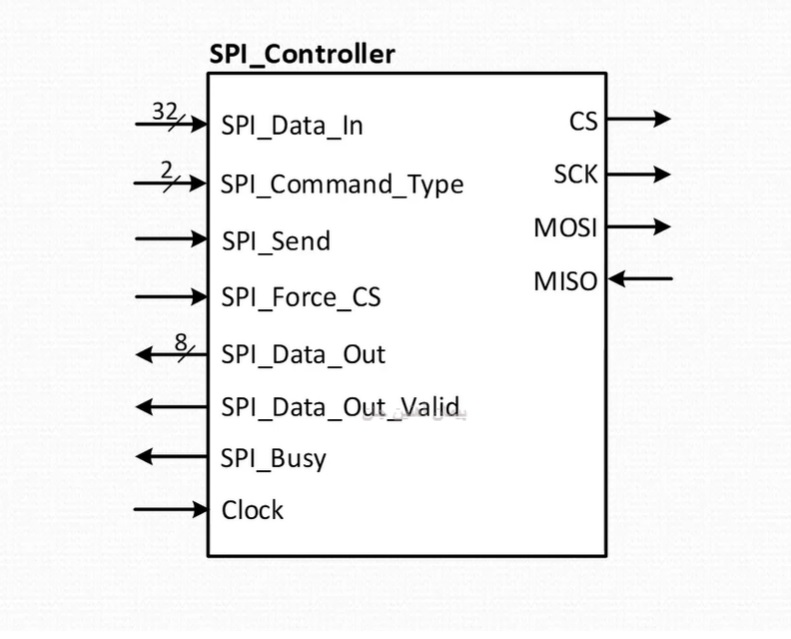 SPI_Controller
32
SPI_Data_In
2
SPI_Command_Type
SPI_Send
SPI_Force_CS
8
SPI_Data_Out
SPI_Data_Out_Valid
SPI_Busy
Clock
CS
SCK
MOSI
MISO